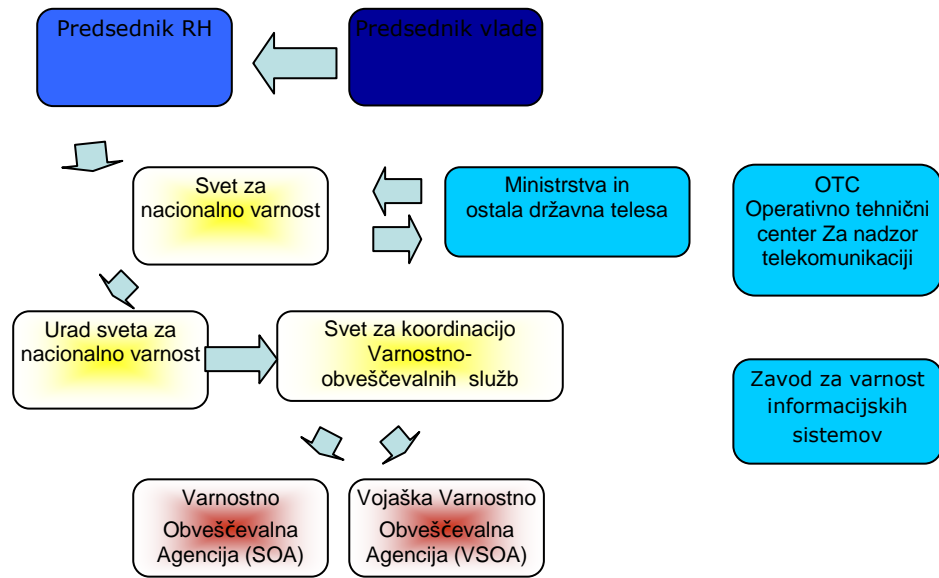 Predsednik RH
Predsednik vlade
Svet za
nacionalno varnost
Ministrstva in
ostala državna telesa
OTC
Operativno tehnični
center Za nadzor
telekomunikaciji
Urad sveta za
nacionalno varnost
Svet za koordinacijo
Varnostno-
obveščevalnih služb
Zavod za varnost
informacijskih
sistemov
Varnostno
Obveščevalna
Agencija (SOA)
Vojaška Varnostno
Obveščevalna
Agencija (VSOA)